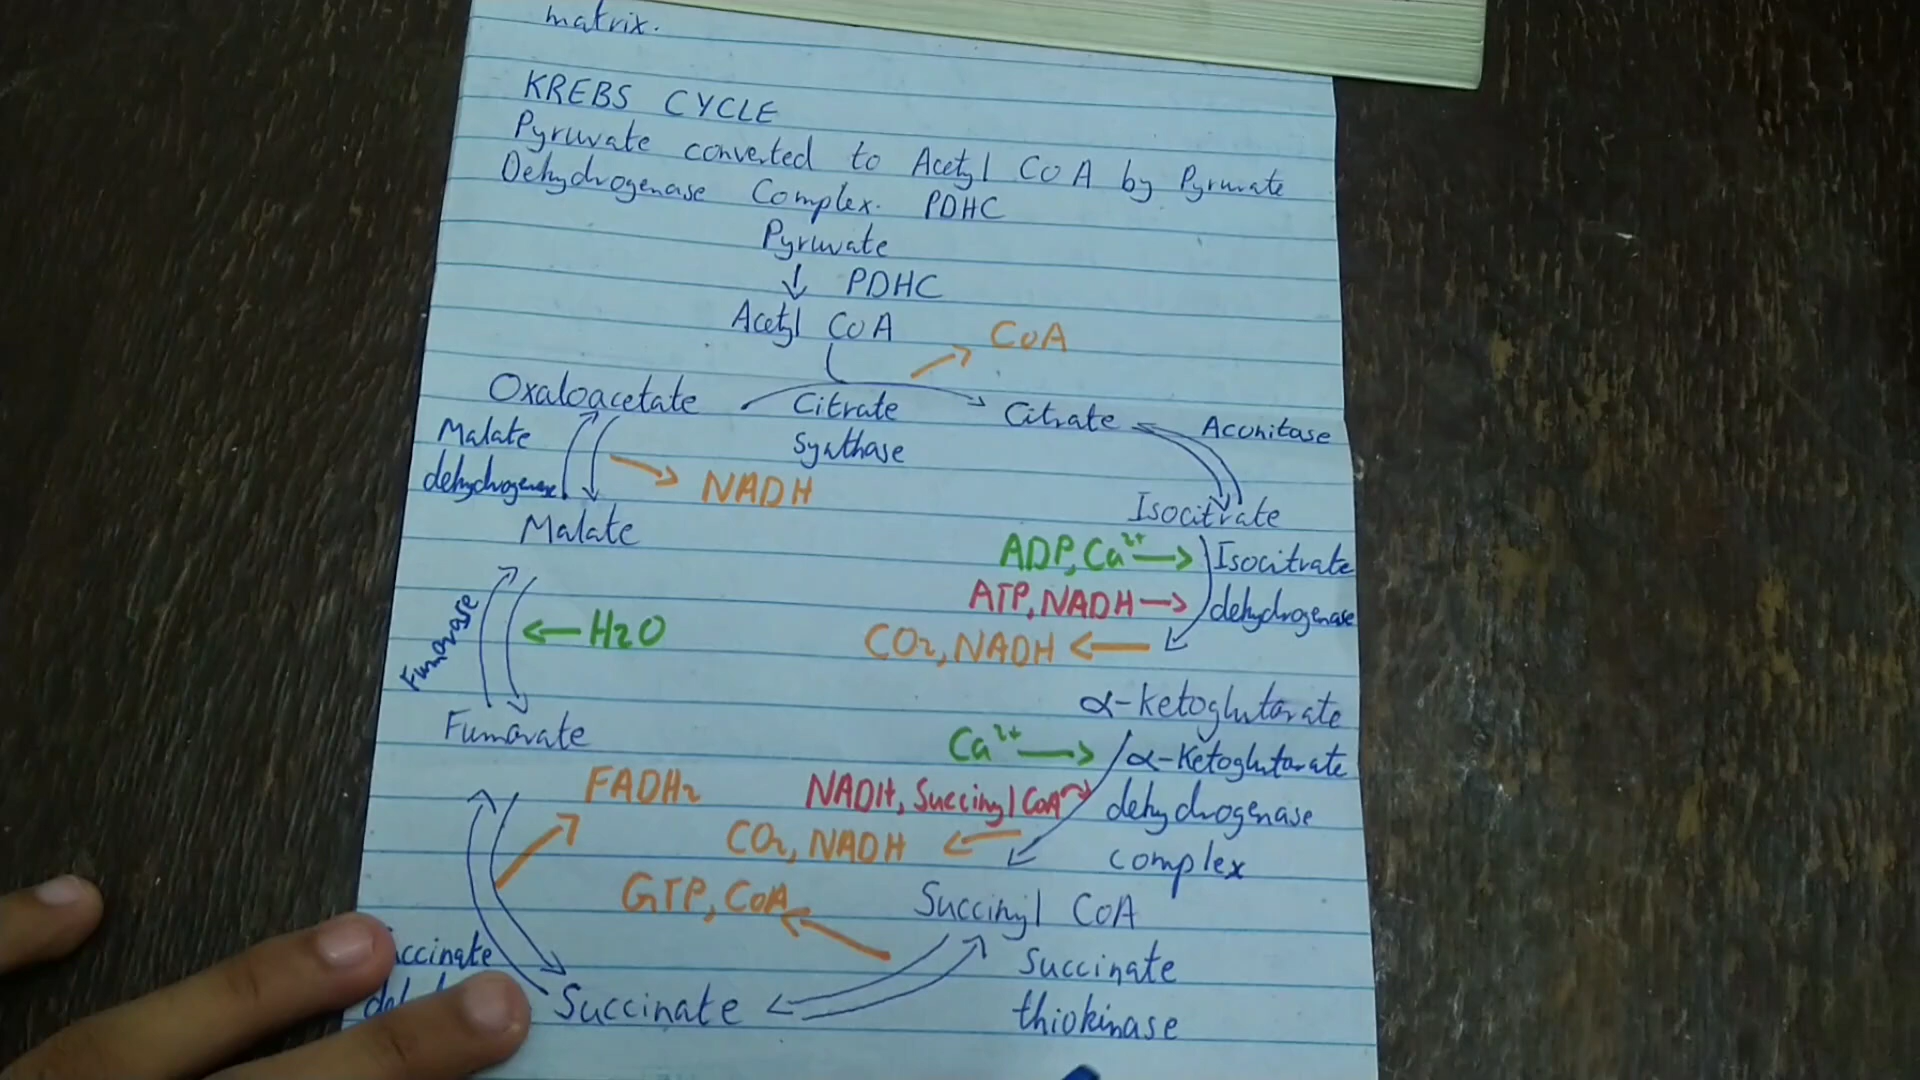 matrix.
KREBS CYCLE
Pyruvate converted to Acetyl CoA by Pyruvate
Dehydrogenase Complex. PDHC
Pyruvate
↓ PDHC
Acetyl CoA
CoA
Oxaloacetate
Citrate
synthase
Citrate
Aconitase
Malate
dehydrogenase
NADH
Malate
Isocitrate
ADP, Ca²⁺ →
Isocitrate
dehydrogenase
ATP, NADH →
CO₂, NADH ←
Fumarase
← H₂O
α-ketoglutarate
Fumarate
Ca²⁺ →
α-ketoglutarate
dehydrogenase
complex
NADH, Succinyl CoA →
FADH₂
CO₂, NADH ←
GTP, CoA
Succinyl CoA
Succinate
thiokinase
Succinate